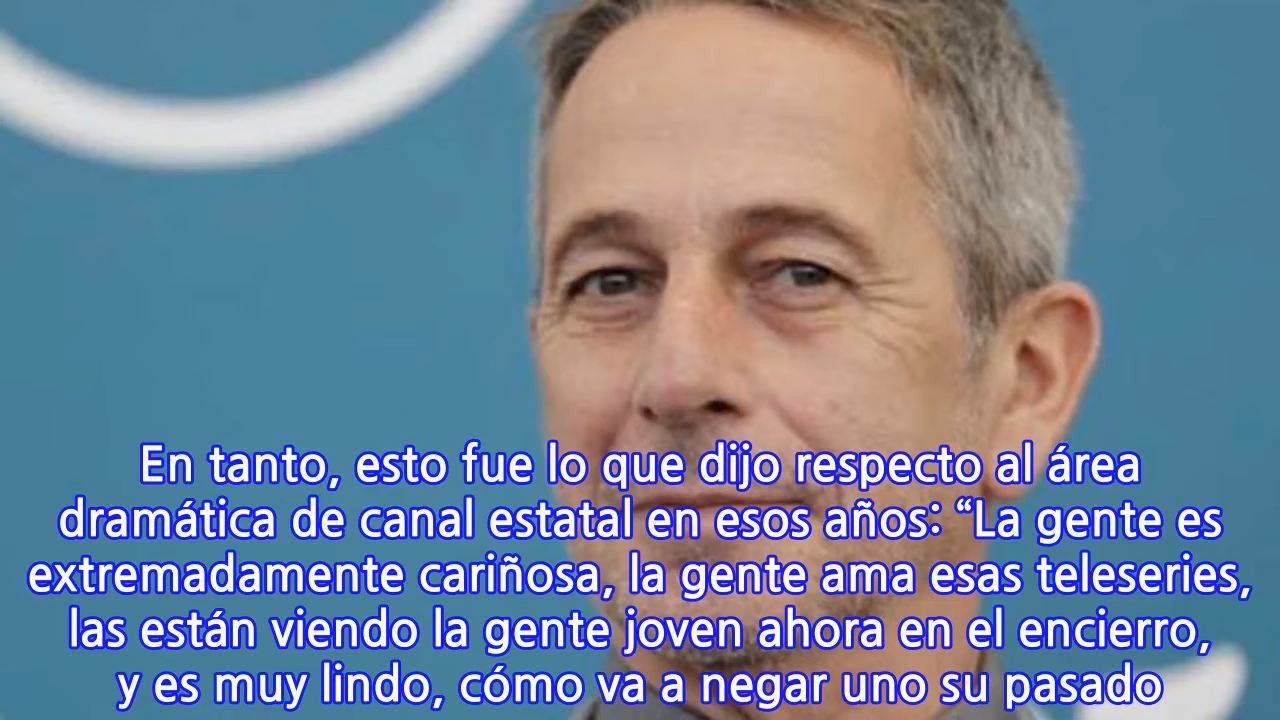 En tanto, esto fue lo que dijo respecto al área
dramática de canal estatal en esos años: “La gente es
extremadamente cariñosa, la gente ama esas teleseries,
las están viendo la gente joven ahora en el encierro,
y es muy lindo, cómo va a negar uno su pasado